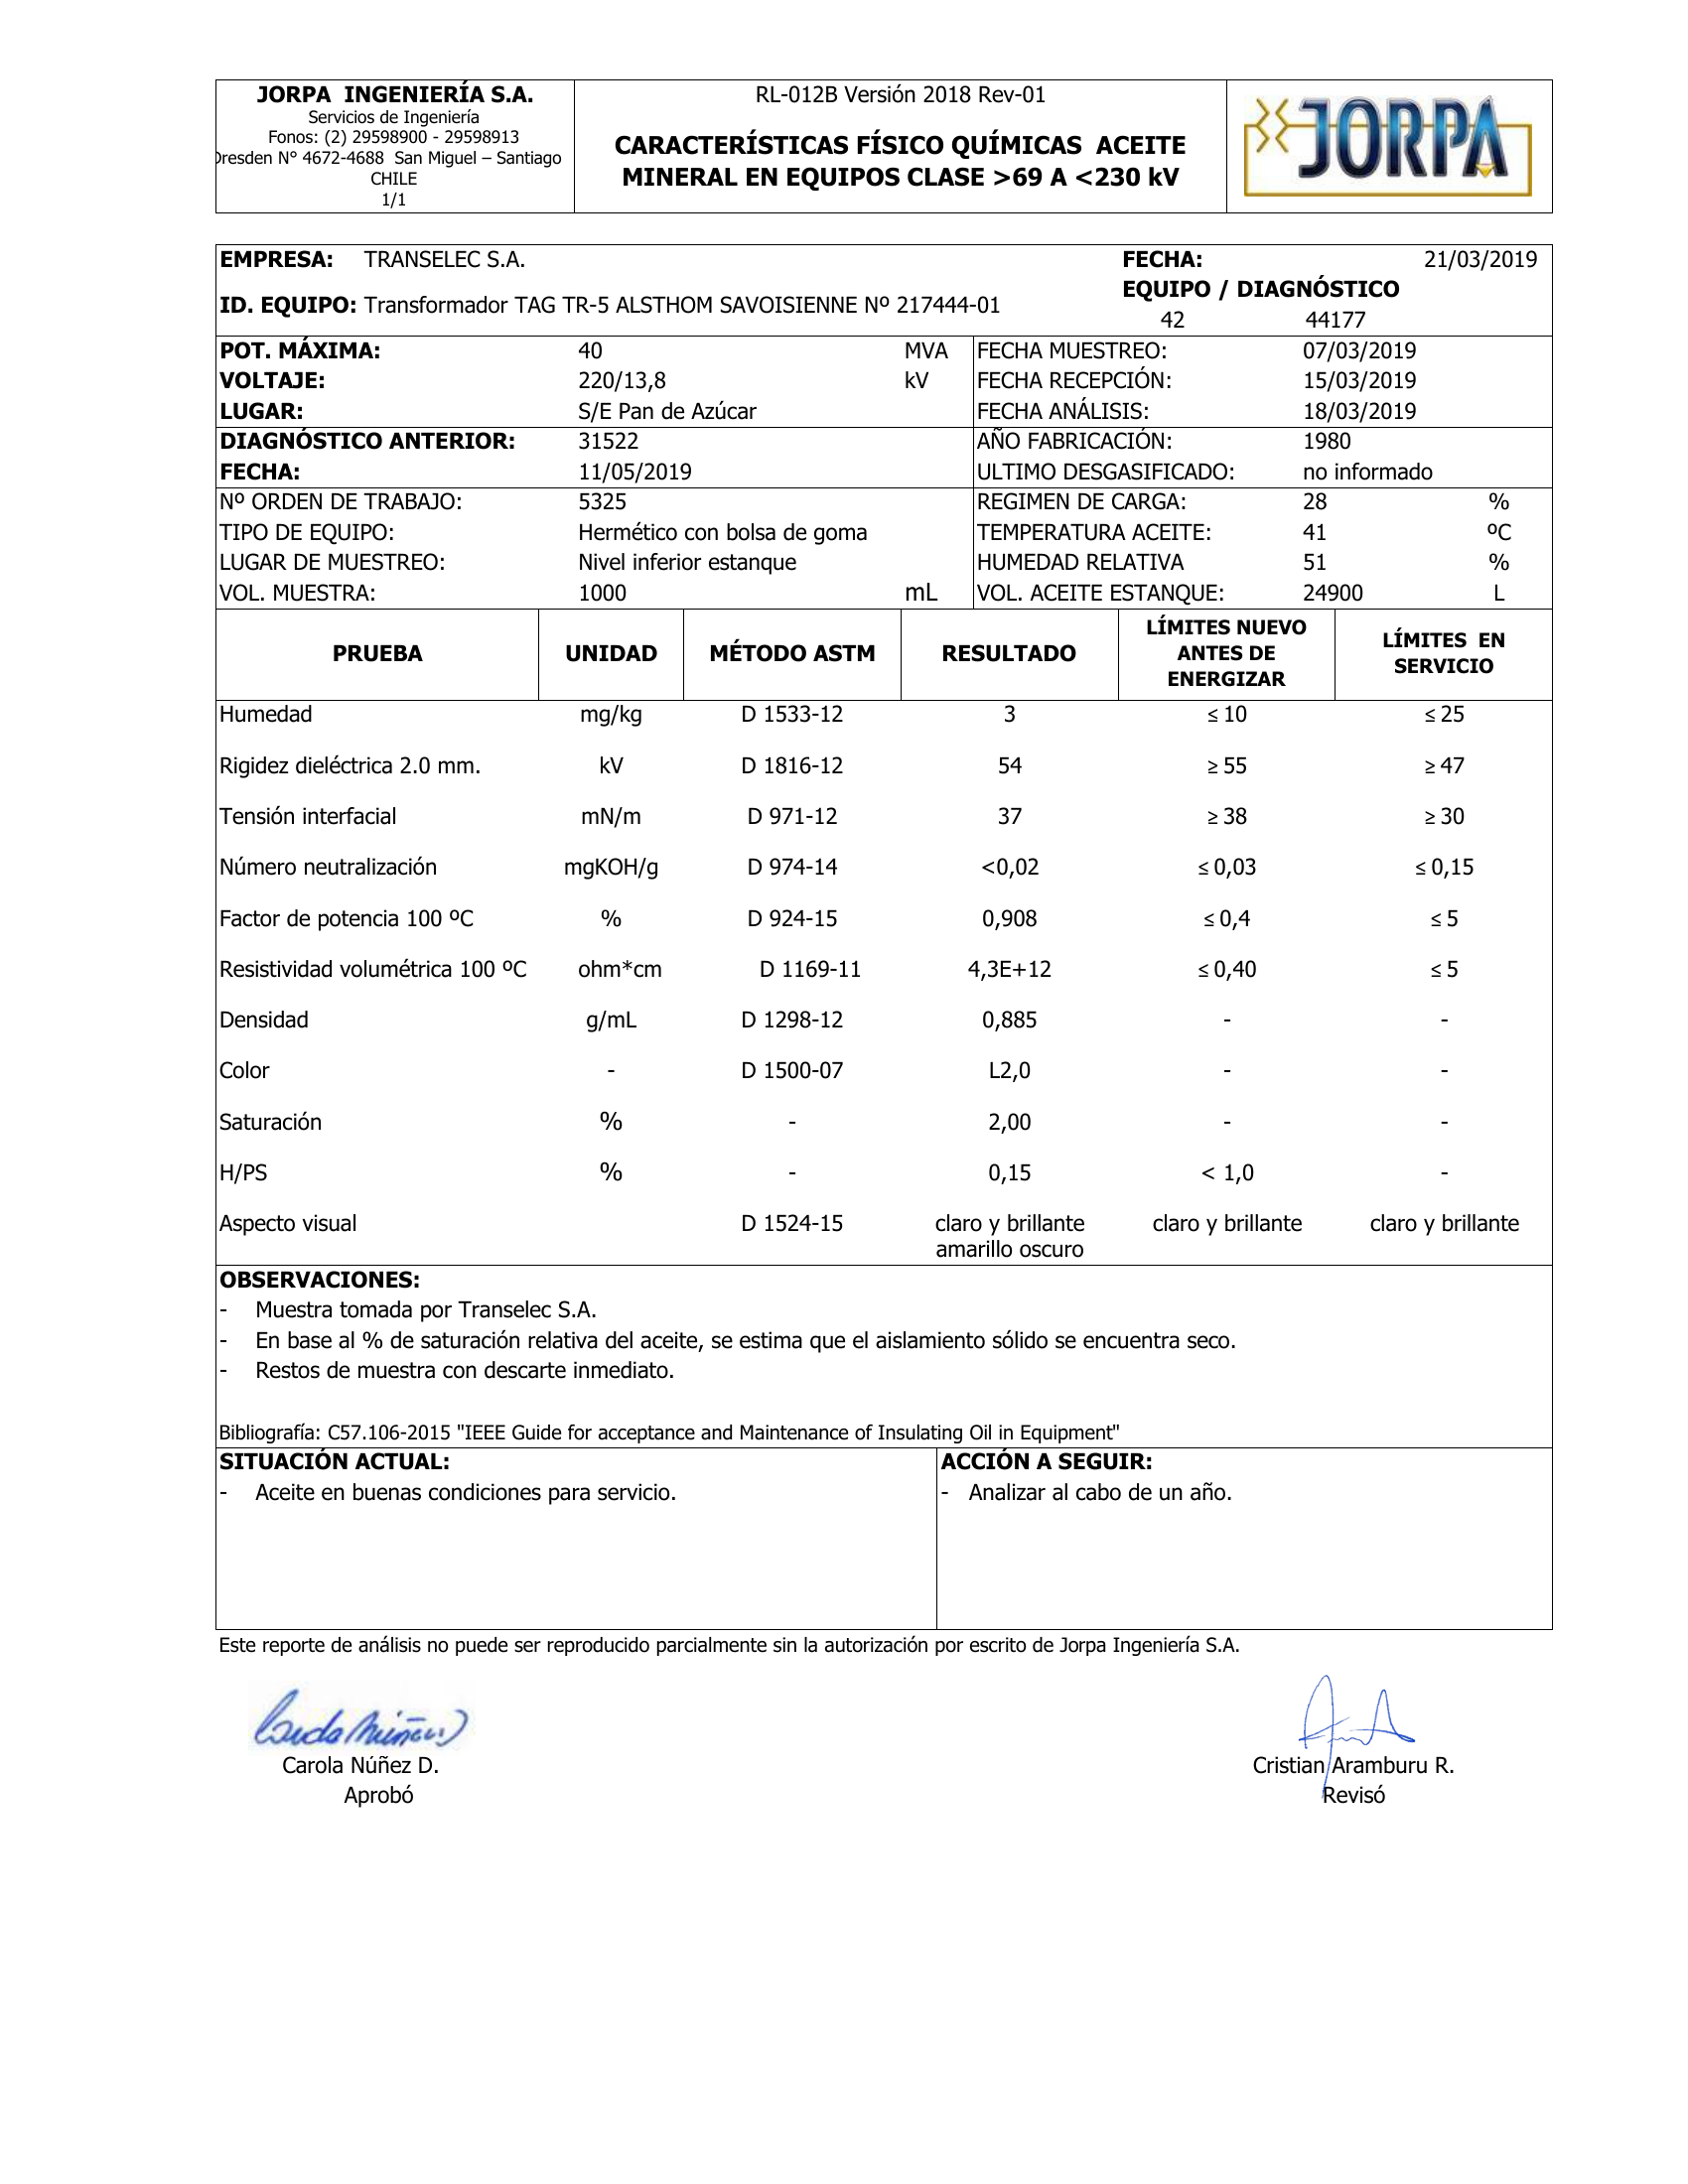 JORPA INGENIERÍA S.A.
Servicios de Ingeniería
Fonos: (2) 29598900 - 29598913
Dresden N° 4672-4688 San Miguel – Santiago
CHILE
1/1
RL-012B Versión 2018 Rev-01
CARACTERÍSTICAS FÍSICO QUÍMICAS ACEITE
MINERAL EN EQUIPOS CLASE >69 A <230 kV
JORPA
EMPRESA: TRANSELEC S.A. FECHA: 21/03/2019
EQUIPO / DIAGNÓSTICO
ID. EQUIPO: Transformador TAG TR-5 ALSTHOM SAVOISIENNE Nº 217444-01
42 44177
POT. MÁXIMA: 40 MVA FECHA MUESTREO: 07/03/2019
VOLTAJE: 220/13,8 kV FECHA RECEPCIÓN: 15/03/2019
LUGAR: S/E Pan de Azúcar FECHA ANÁLISIS: 18/03/2019
DIAGNÓSTICO ANTERIOR: 31522 AÑO FABRICACIÓN: 1980
FECHA: 11/05/2019 ULTIMO DESGASIFICADO: no informado
Nº ORDEN DE TRABAJO: 5325 REGIMEN DE CARGA: 28 %
TIPO DE EQUIPO: Hermético con bolsa de goma TEMPERATURA ACEITE: 41 ºC
LUGAR DE MUESTREO: Nivel inferior estanque HUMEDAD RELATIVA 51 %
VOL. MUESTRA: 1000 mL VOL. ACEITE ESTANQUE: 24900 L
PRUEBA UNIDAD MÉTODO ASTM RESULTADO LÍMITES NUEVO ANTES DE ENERGIZAR LÍMITES EN SERVICIO
Humedad mg/kg D 1533-12 3 ≤ 10 ≤ 25
Rigidez dieléctrica 2.0 mm. kV D 1816-12 54 ≥ 55 ≥ 47
Tensión interfacial mN/m D 971-12 37 ≥ 38 ≥ 30
Número neutralización mgKOH/g D 974-14 <0,02 ≤ 0,03 ≤ 0,15
Factor de potencia 100 ºC % D 924-15 0,908 ≤ 0,4 ≤ 5
Resistividad volumétrica 100 ºC ohm*cm D 1169-11 4,3E+12 ≤ 0,40 ≤ 5
Densidad g/mL D 1298-12 0,885 - -
Color - D 1500-07 L2,0 - -
Saturación % - 2,00 - -
H/PS % - 0,15 < 1,0 -
Aspecto visual D 1524-15 claro y brillante claro y brillante claro y brillante
amarillo oscuro
OBSERVACIONES:
- Muestra tomada por Transelec S.A.
- En base al % de saturación relativa del aceite, se estima que el aislamiento sólido se encuentra seco.
- Restos de muestra con descarte inmediato.
Bibliografía: C57.106-2015 "IEEE Guide for acceptance and Maintenance of Insulating Oil in Equipment"
SITUACIÓN ACTUAL: ACCIÓN A SEGUIR:
- Aceite en buenas condiciones para servicio. - Analizar al cabo de un año.
Este reporte de análisis no puede ser reproducido parcialmente sin la autorización por escrito de Jorpa Ingeniería S.A.
Carola Núñez D. Cristian Aramburu R.
Aprobó Revisó